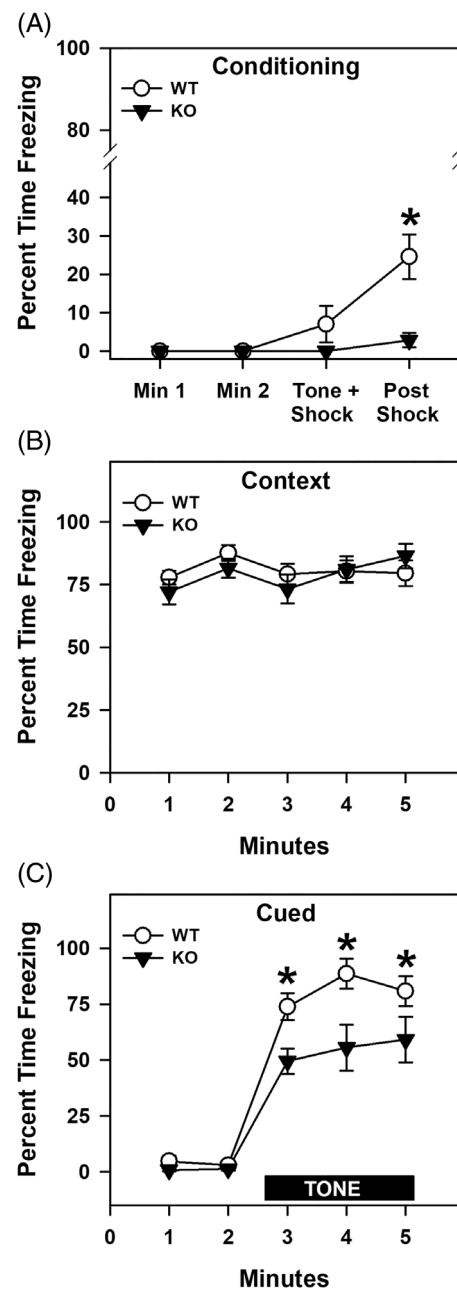 (A)
Conditioning
WT
KO
Percent Time Freezing
100
80
40
30
20
10
0
*
Min 1 Min 2 Tone + Post
Shock Shock
(B)
Context
WT
KO
Percent Time Freezing
100
75
50
25
0
0 1 2 3 4 5
Minutes
(C)
Cued
WT
KO
Percent Time Freezing
100
75
50
25
0
* * *
TONE
0 1 2 3 4 5
Minutes